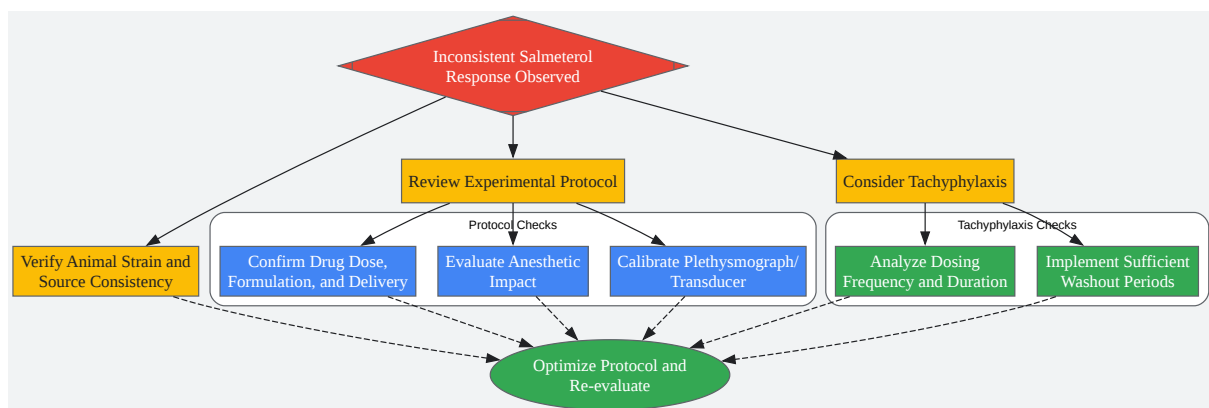 Inconsistent Salmeterol
Response Observed
Review Experimental Protocol
Consider Tachyphylaxis
Protocol Checks
Tachyphylaxis Checks
Verify Animal Strain and
Source Consistency
Confirm Drug Dose,
Formulation, and Delivery
Evaluate Anesthetic
Impact
Calibrate Plethysmograph/
Transducer
Analyze Dosing
Frequency and Duration
Implement Sufficient
Washout Periods
Optimize Protocol and
Re-evaluate